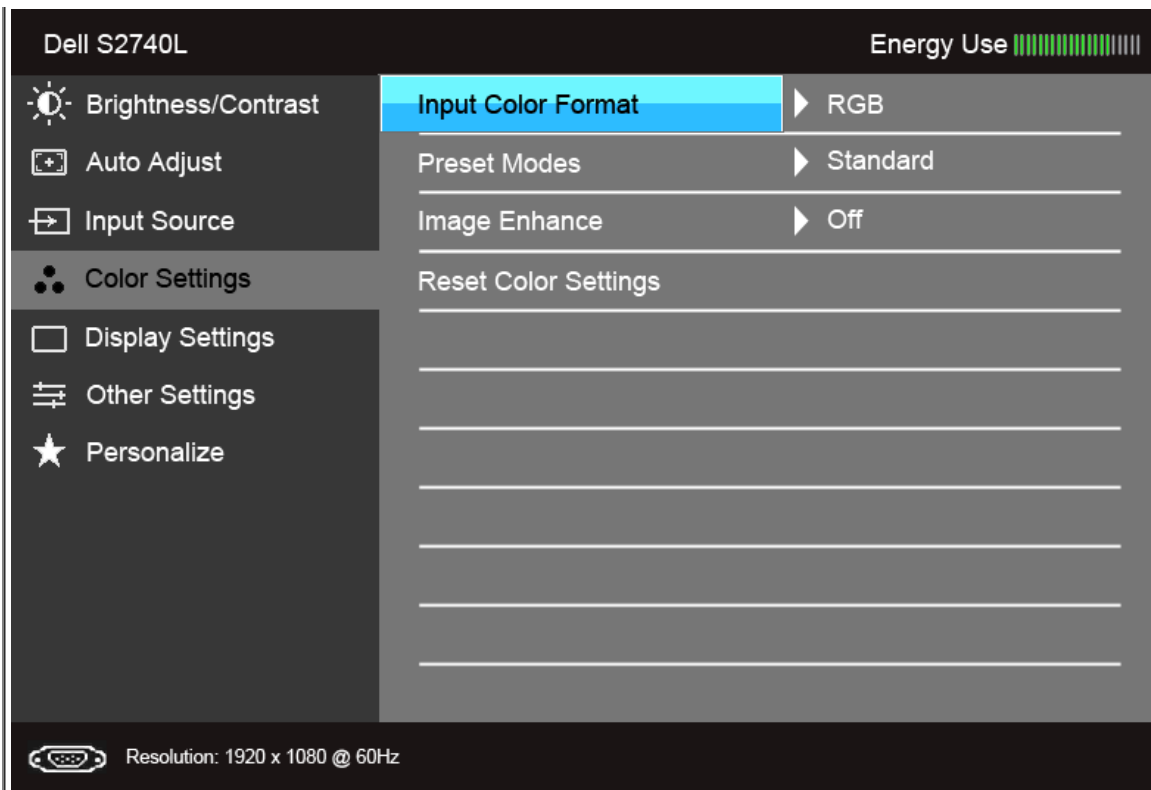 Dell S2740L Energy Use
Brightness/Contrast Input Color Format RGB
Auto Adjust Preset Modes Standard
Input Source Image Enhance Off
Color Settings Reset Color Settings
Display Settings
Other Settings
Personalize
Resolution: 1920 x 1080 @ 60Hz